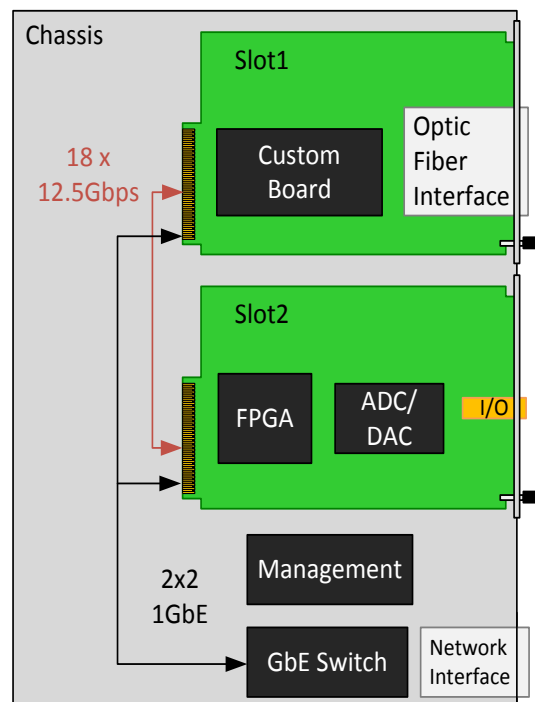 Chassis
Slot1
Custom
Board
Optic
Fiber
Interface
18 x
12.5Gbps
Slot2
FPGA
ADC/
DAC
I/O
Management
2x2
1GbE
GbE Switch
Network
Interface